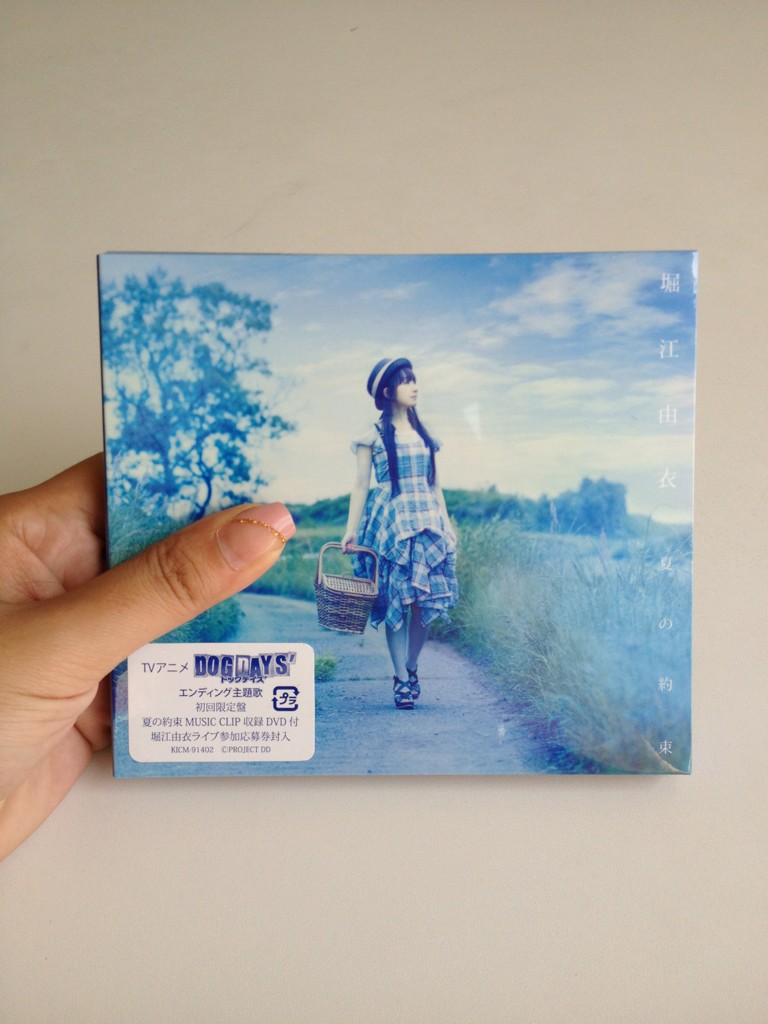 堀江由衣 夏の約束
TVアニメ DOG DAYS'
ドッグデイズ
エンディング主題歌
初回限定盤
プラ
夏の約束 MUSIC CLIP 収録 DVD 付
堀江由衣ライブ参加応募券封入
KICM-91402 ©PROJECT DD